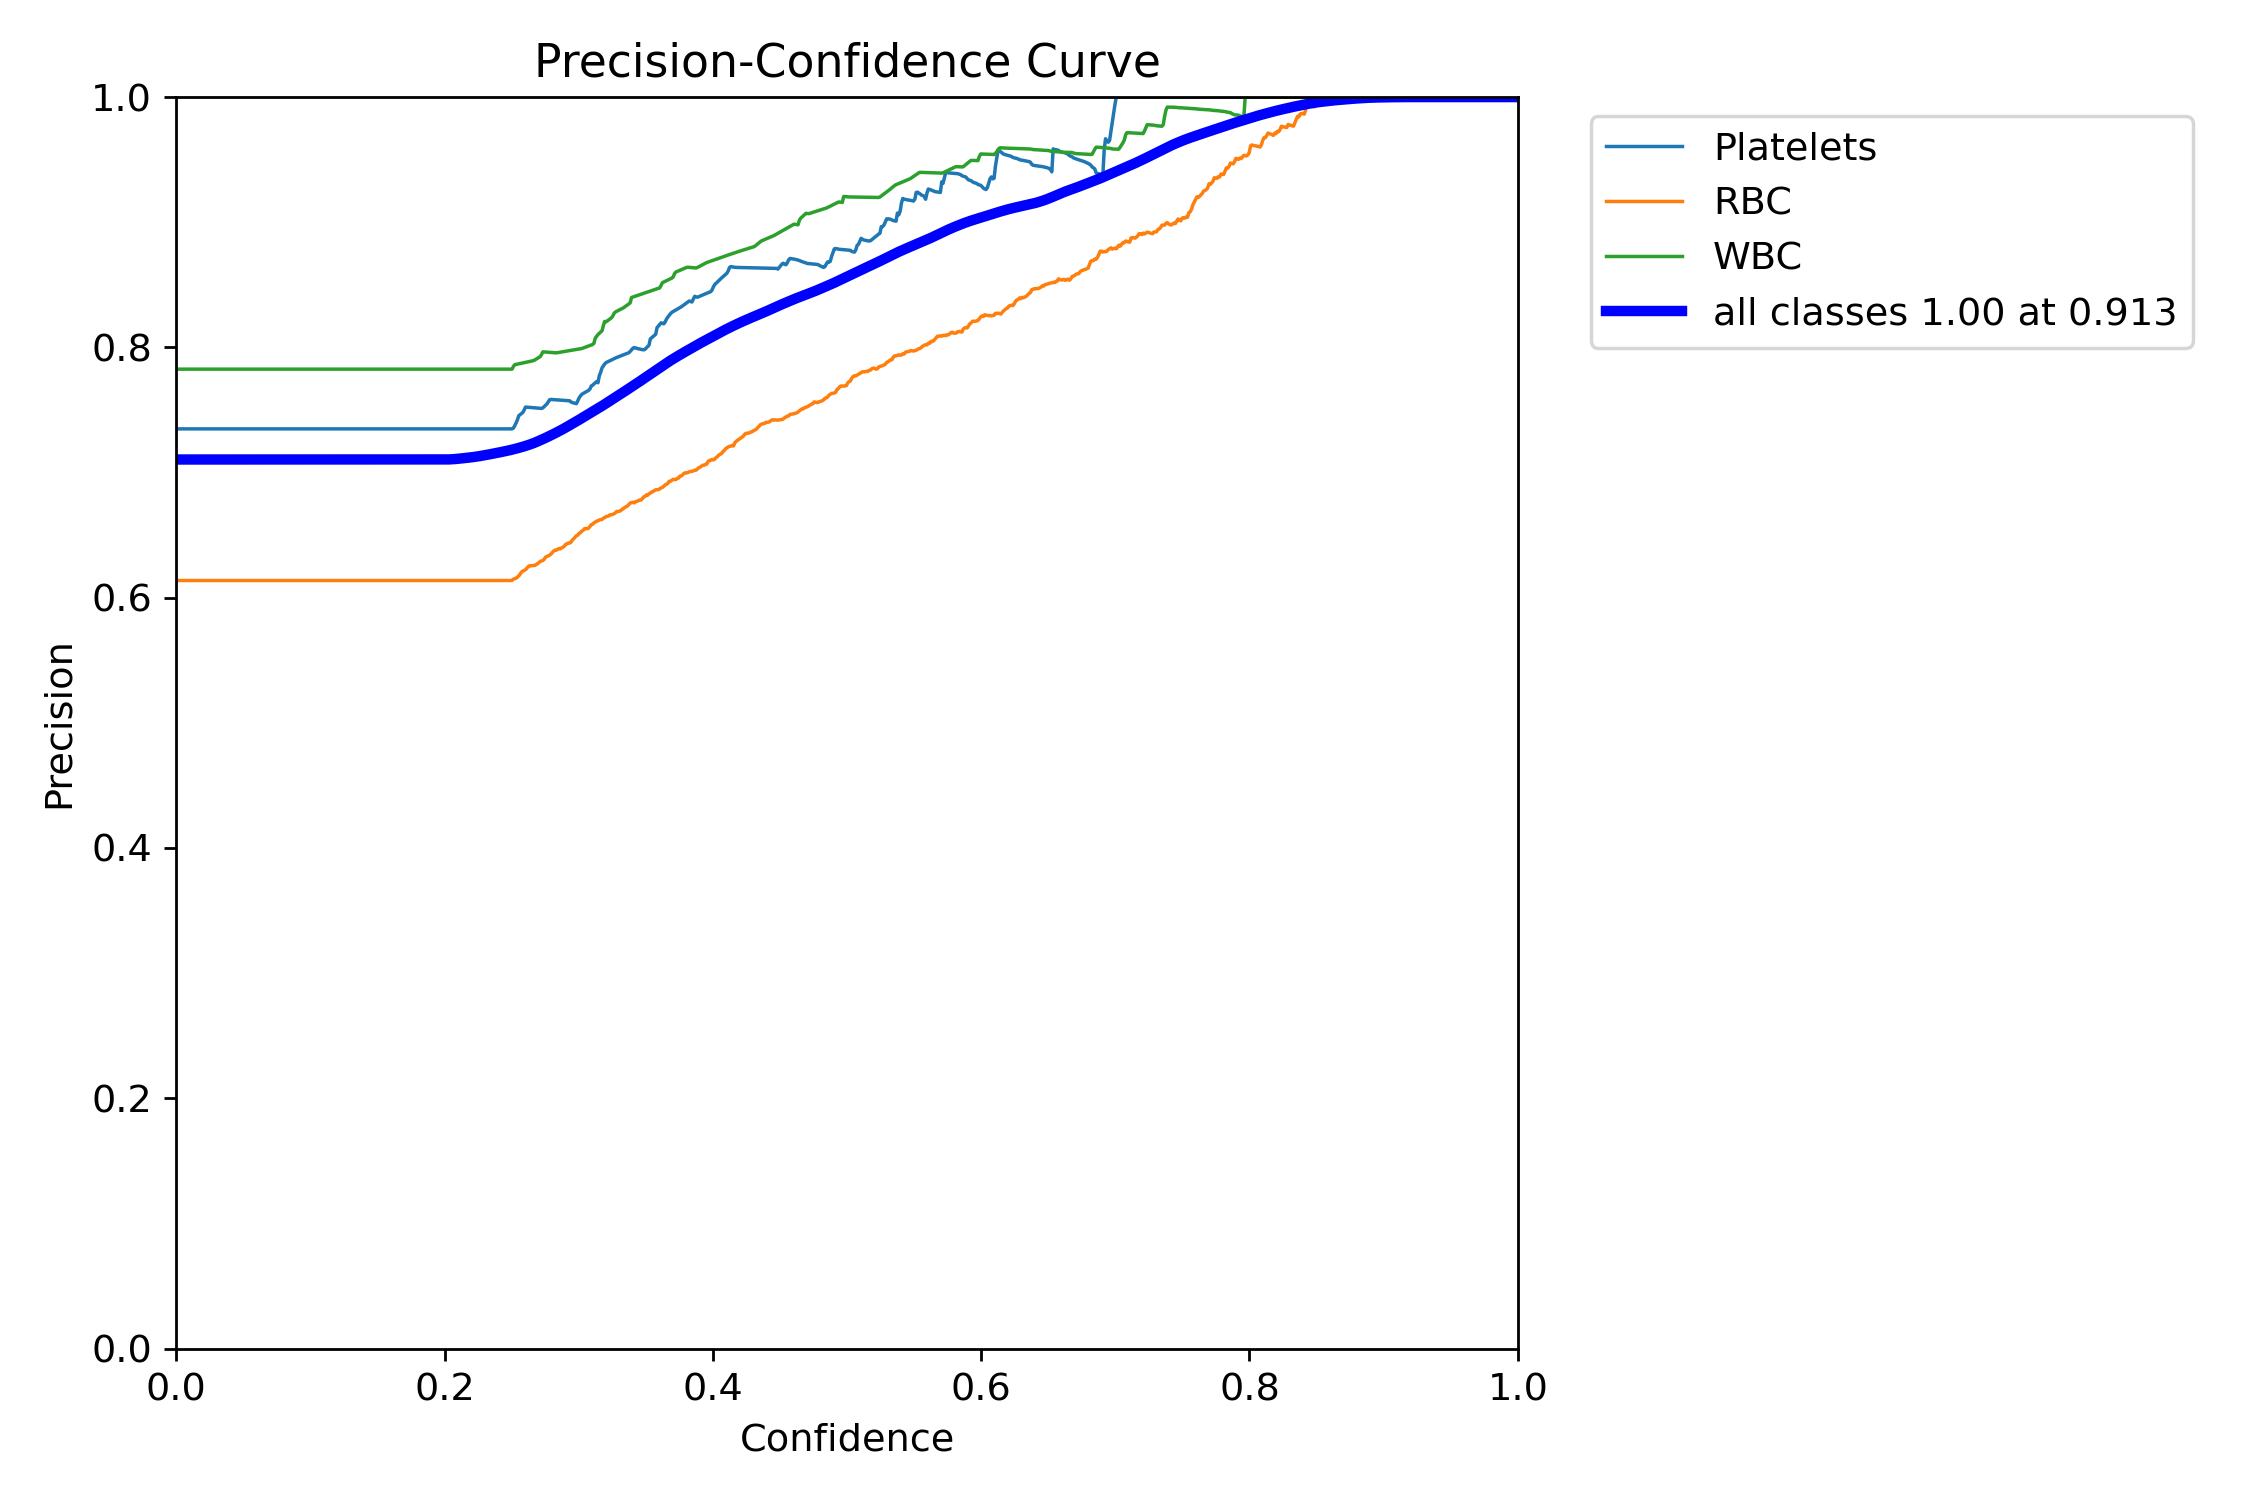 Precision-Confidence Curve
1.0
0.8
0.6
0.4
0.2
0.0
Precision
0.0 0.2 0.4 0.6 0.8 1.0
Confidence
Platelets
RBC
WBC
all classes 1.00 at 0.913